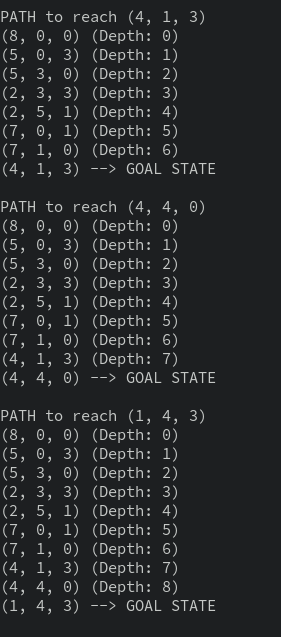 PATH to reach (4, 1, 3)
(8, 0, 0) (Depth: 0)
(5, 0, 3) (Depth: 1)
(5, 3, 0) (Depth: 2)
(2, 3, 3) (Depth: 3)
(2, 5, 1) (Depth: 4)
(7, 0, 1) (Depth: 5)
(7, 1, 0) (Depth: 6)
(4, 1, 3) --> GOAL STATE

PATH to reach (4, 4, 0)
(8, 0, 0) (Depth: 0)
(5, 0, 3) (Depth: 1)
(5, 3, 0) (Depth: 2)
(2, 3, 3) (Depth: 3)
(2, 5, 1) (Depth: 4)
(7, 0, 1) (Depth: 5)
(7, 1, 0) (Depth: 6)
(4, 1, 3) (Depth: 7)
(4, 4, 0) --> GOAL STATE

PATH to reach (1, 4, 3)
(8, 0, 0) (Depth: 0)
(5, 0, 3) (Depth: 1)
(5, 3, 0) (Depth: 2)
(2, 3, 3) (Depth: 3)
(2, 5, 1) (Depth: 4)
(7, 0, 1) (Depth: 5)
(7, 1, 0) (Depth: 6)
(4, 1, 3) (Depth: 7)
(4, 4, 0) (Depth: 8)
(1, 4, 3) --> GOAL STATE